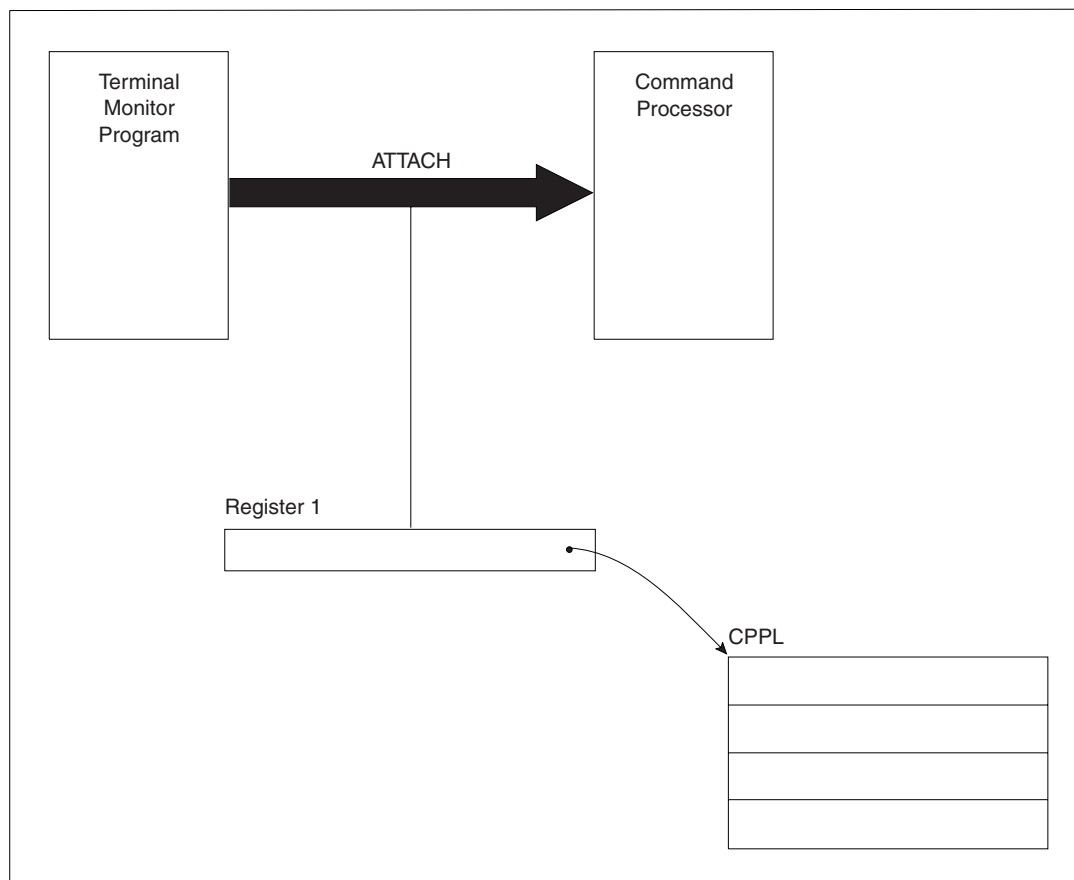 Terminal
Monitor
Program
Command
Processor
ATTACH
Register 1
CPPL